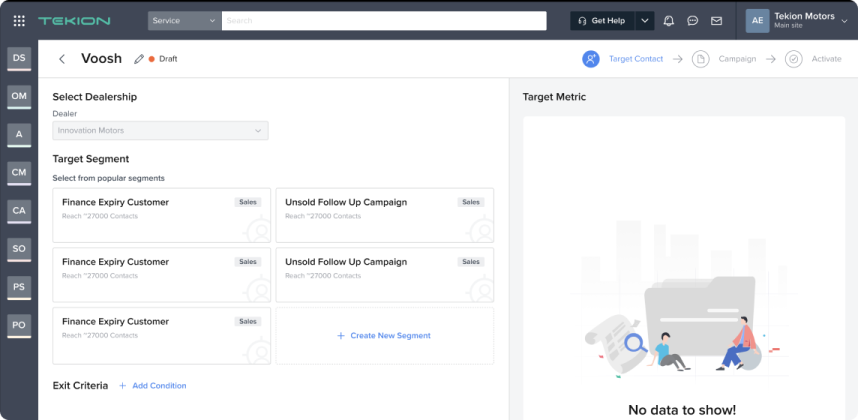 TEKION
Service
Search
Get Help
AE
Tekion Motors
Main site
DS
OM
A
CM
CA
SO
PS
PO
Voosh
Draft
Target Contact
Campaign
Activate
Select Dealership
Dealer
Innovation Motors
Target Segment
Select from popular segments
Finance Expiry Customer
Sales
Reach ~27000 Contacts
Unsold Follow Up Campaign
Sales
Reach ~27000 Contacts
Finance Expiry Customer
Sales
Reach ~27000 Contacts
Unsold Follow Up Campaign
Sales
Reach ~27000 Contacts
Finance Expiry Customer
Sales
Reach ~27000 Contacts
+ Create New Segment
Exit Criteria
+ Add Condition
Target Metric
No data to show!